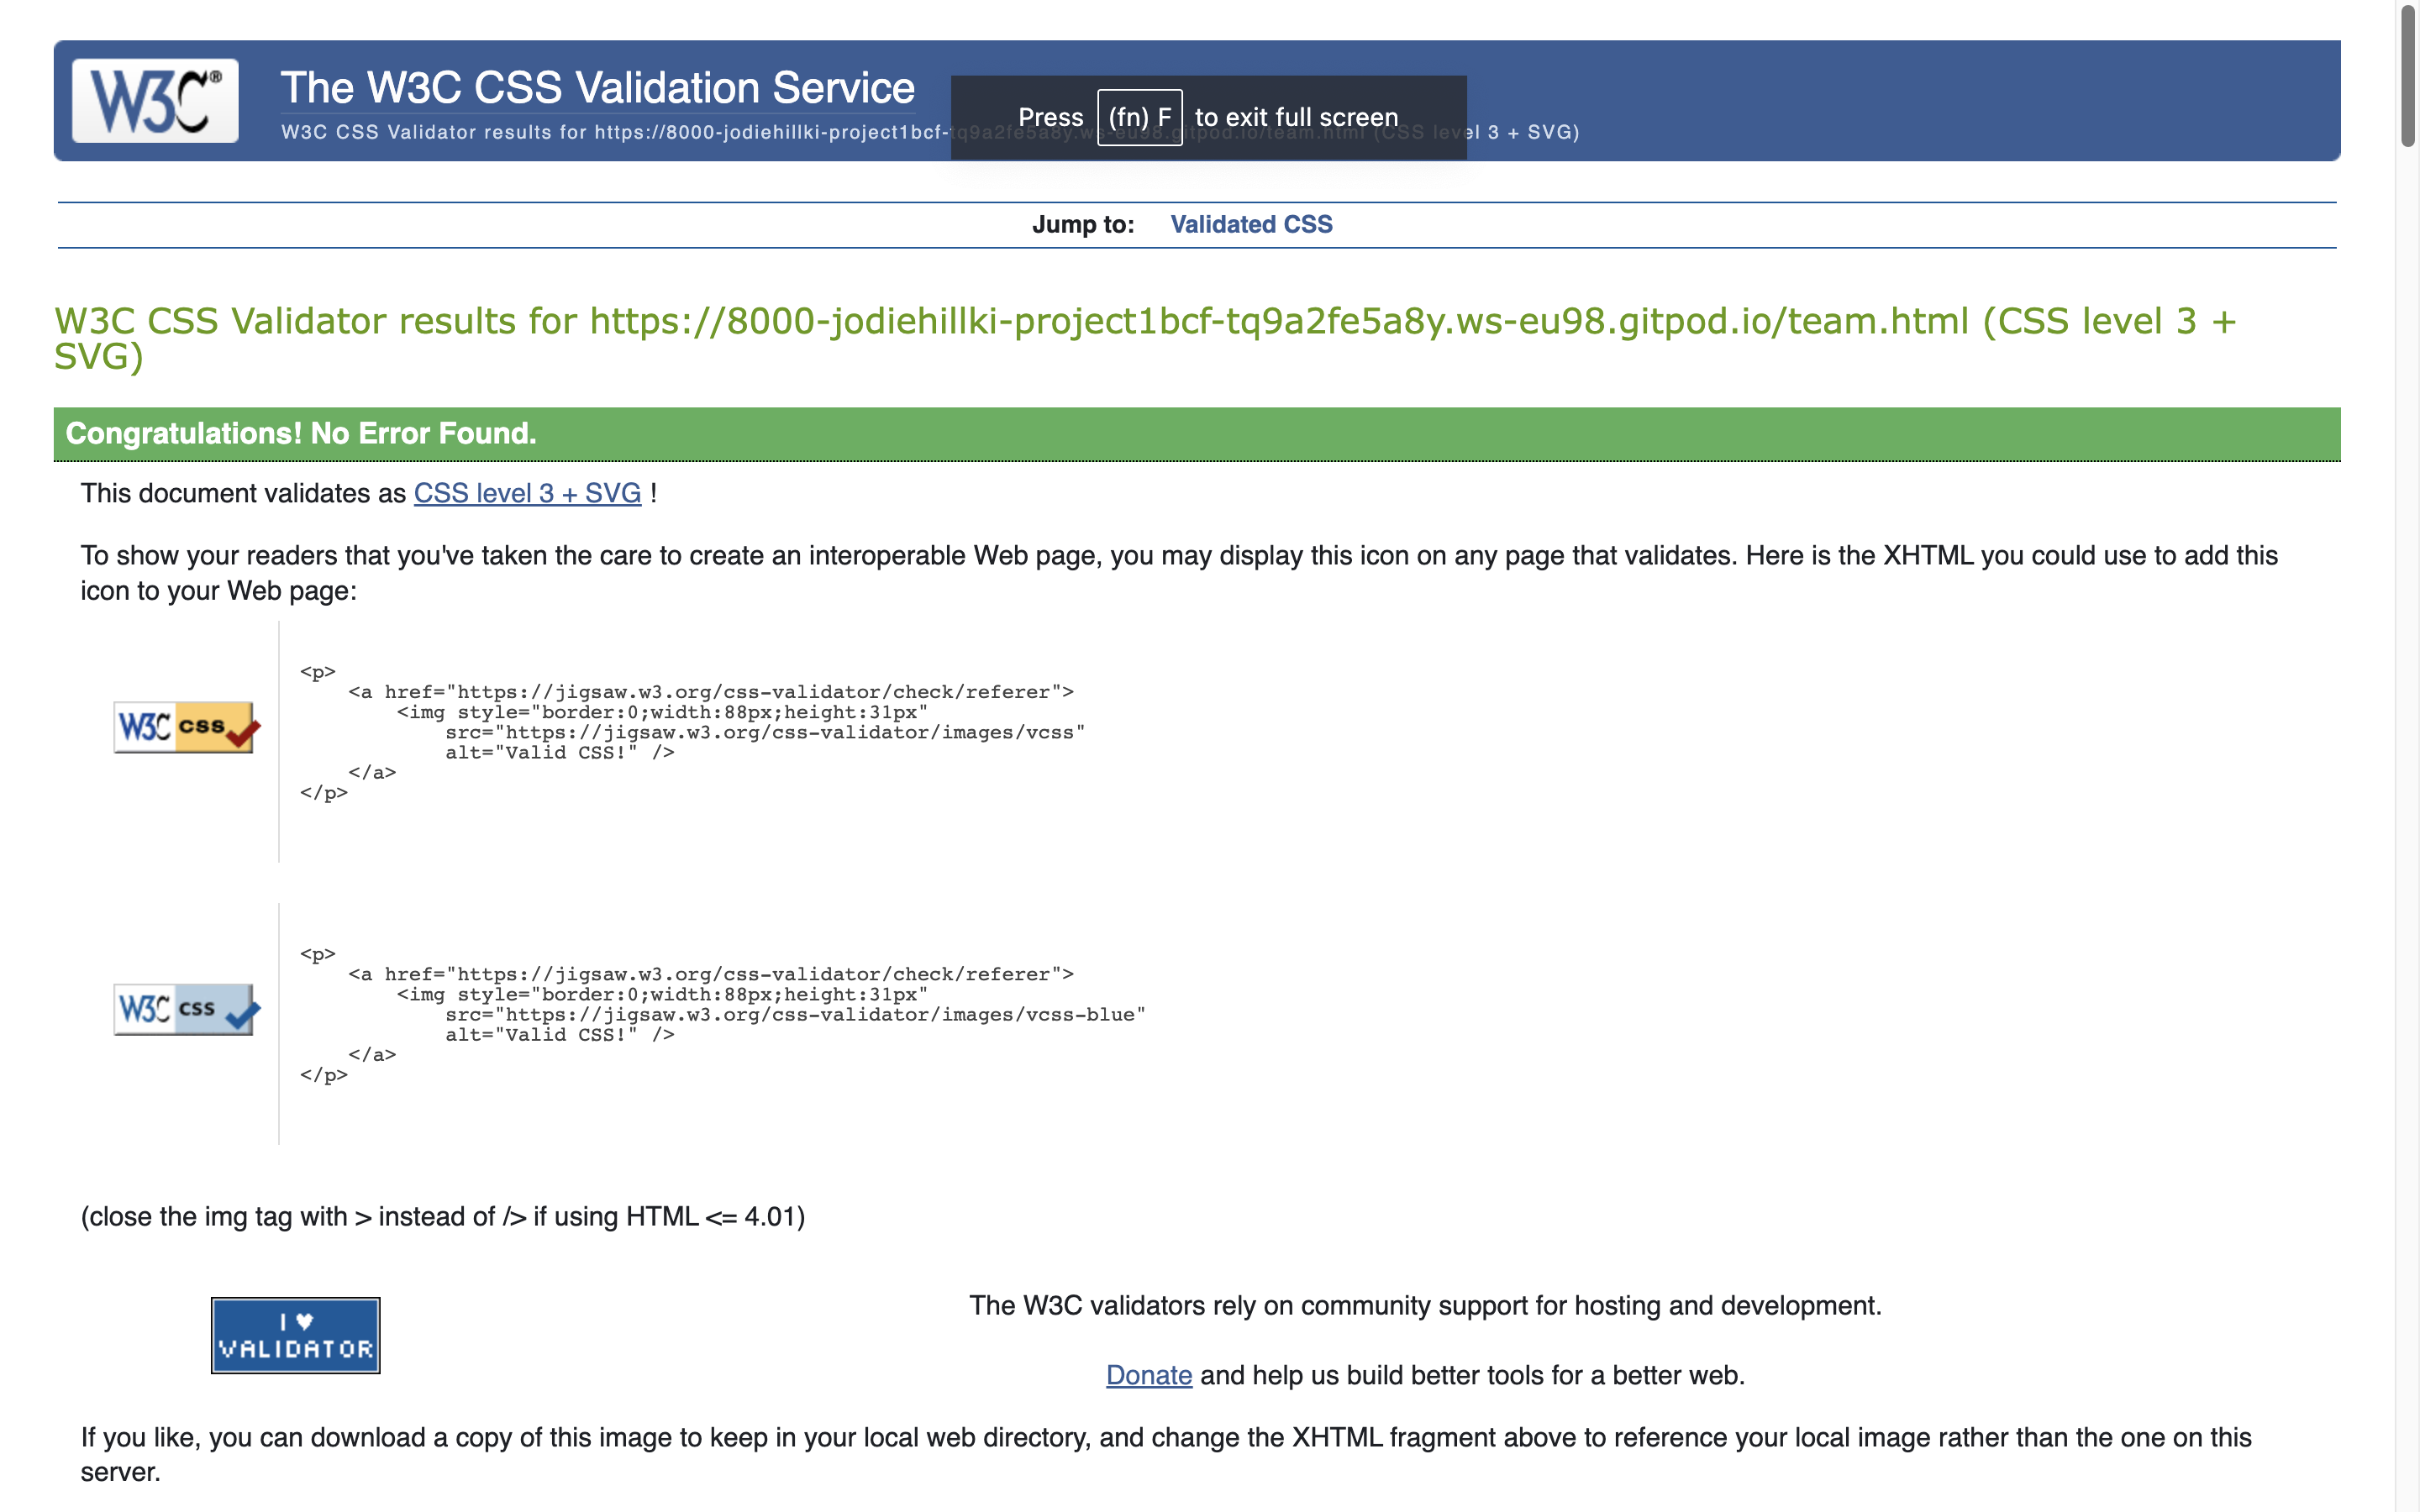 W3C®
The W3C CSS Validation Service
W3C CSS Validator results for https://8000-jodiehillki-project1bcf-tq9a2fe5a8y.ws-eu98.gitpod.io/team.html (CSS level 3 + SVG)
Press (fn) F to exit full screen
Jump to: Validated CSS
W3C CSS Validator results for https://8000-jodiehillki-project1bcf-tq9a2fe5a8y.ws-eu98.gitpod.io/team.html (CSS level 3 +
SVG)
Congratulations! No Error Found.
This document validates as CSS level 3 + SVG !
To show your readers that you've taken the care to create an interoperable Web page, you may display this icon on any page that validates. Here is the XHTML you could use to add this
icon to your Web page:
W3C css
<p>
<a href="https://jigsaw.w3.org/css-validator/check/referer">
<img style="border:0;width:88px;height:31px"
src="https://jigsaw.w3.org/css-validator/images/vcss"
alt="Valid CSS!" />
</a>
</p>
W3C css
<p>
<a href="https://jigsaw.w3.org/css-validator/check/referer">
<img style="border:0;width:88px;height:31px"
src="https://jigsaw.w3.org/css-validator/images/vcss-blue"
alt="Valid CSS!" />
</a>
</p>
(close the img tag with > instead of /> if using HTML <= 4.01)
I ♥
VALIDATOR
The W3C validators rely on community support for hosting and development.
Donate and help us build better tools for a better web.
If you like, you can download a copy of this image to keep in your local web directory, and change the XHTML fragment above to reference your local image rather than the one on this
server.